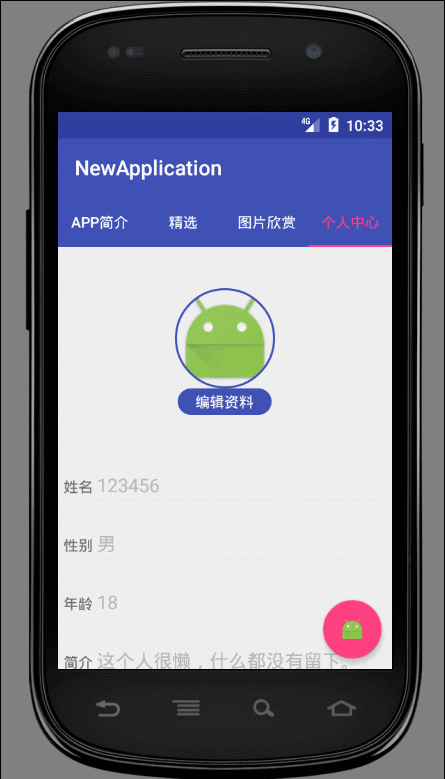 4G 10:33
NewApplication
APP简介 精选 图片欣赏 个人中心
编辑资料
姓名 123456
性别 男
年龄 18
简介 这个人很懒，什么都没有留下。